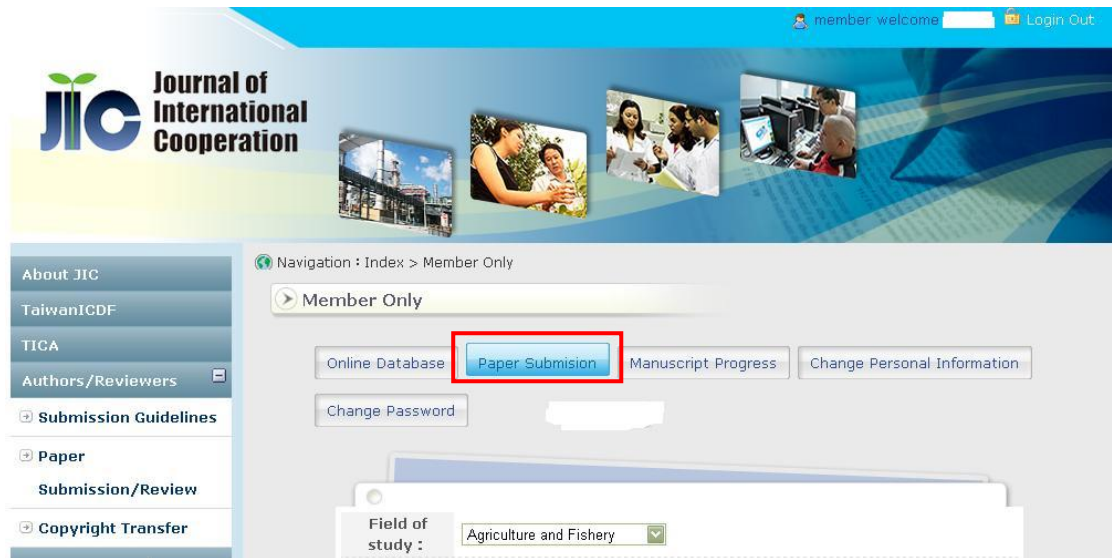 member welcome
Login Out
JIC
Journal of
International
Cooperation
About JIC
TaiwanICDF
TICA
Authors/Reviewers
Submission Guidelines
Paper
Submission/Review
Copyright Transfer
Navigation：Index > Member Only
Member Only
Online Database
Paper Submision
Manuscript Progress
Change Personal Information
Change Password
Field of
study：
Agriculture and Fishery